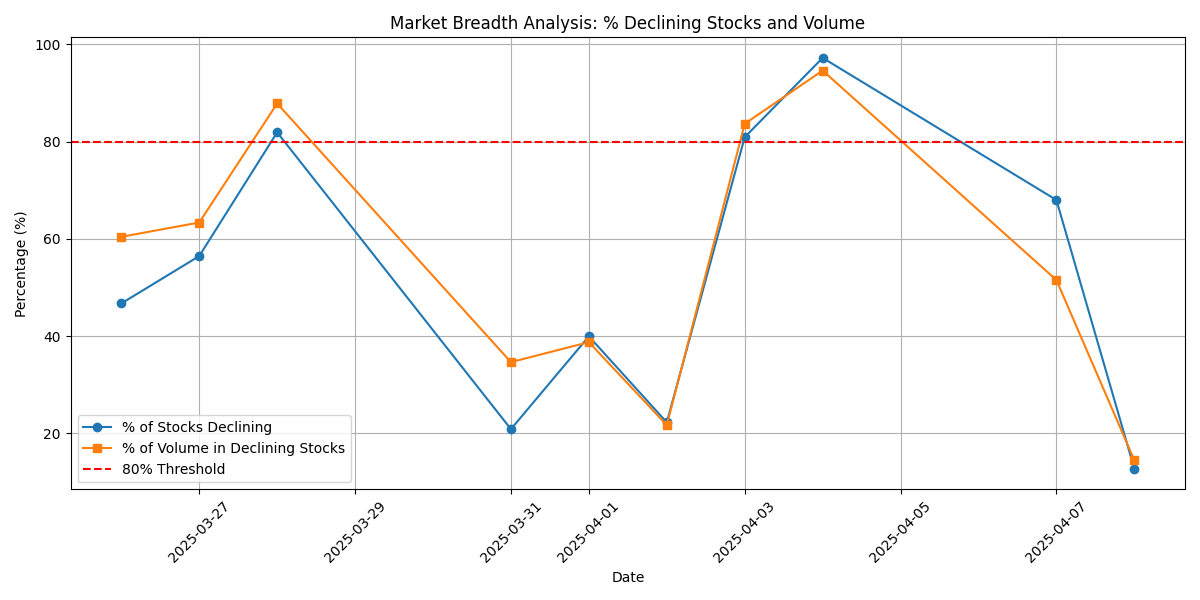 Market Breadth Analysis: % Declining Stocks and Volume
Percentage (%)
100
80
60
40
20
% of Stocks Declining
% of Volume in Declining Stocks
80% Threshold
2025-03-27
2025-03-29
2025-03-31
2025-04-01
2025-04-03
2025-04-05
2025-04-07
Date